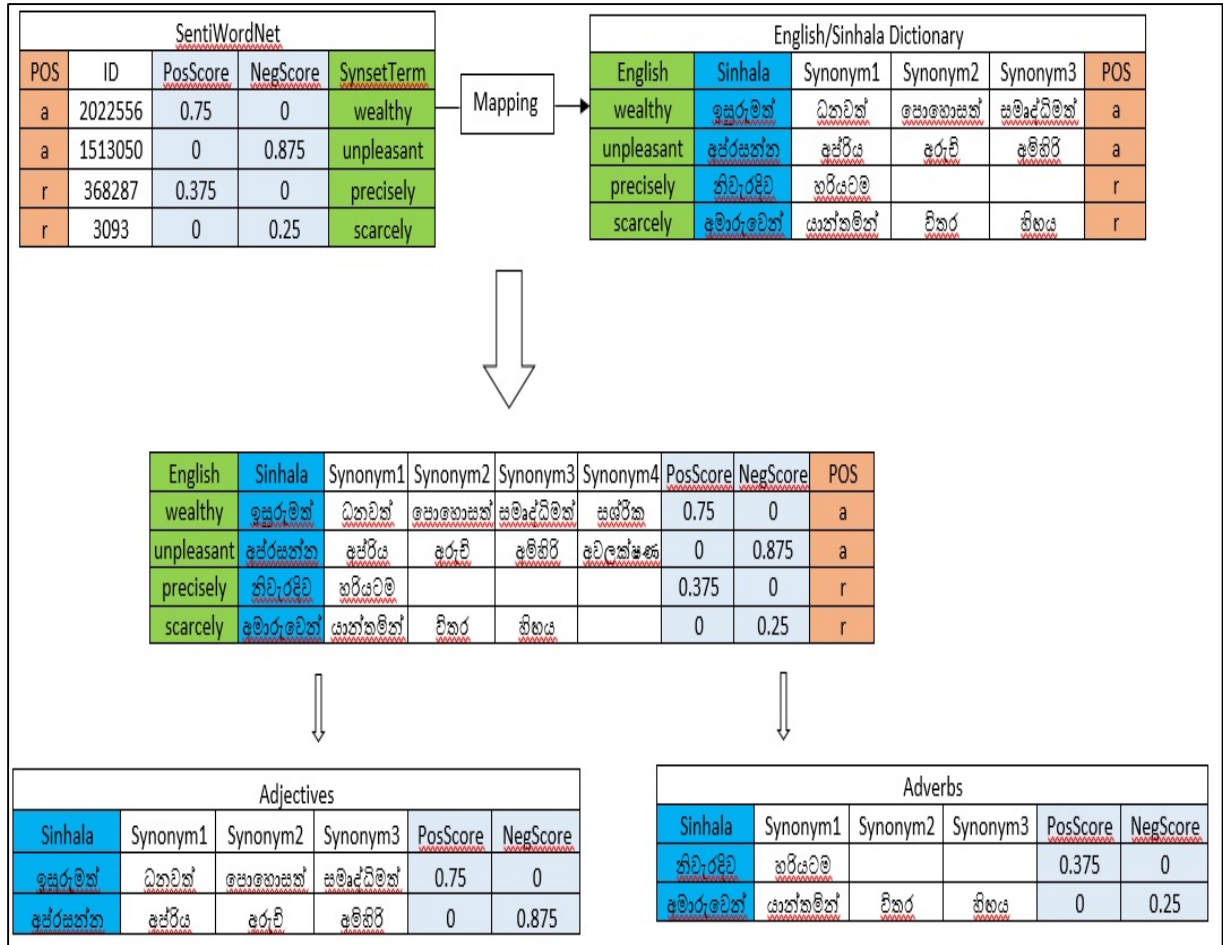 SentiWordNet
POS ID PosScore NegScore SynsetTerm
a 2022556 0.75 0 wealthy
a 1513050 0 0.875 unpleasant
r 368287 0.375 0 precisely
r 3093 0 0.25 scarcely
Mapping
English/Sinhala Dictionary
English Sinhala Synonym1 Synonym2 Synonym3 POS
wealthy ඉසුරුමත් ධනවත් පොහොසත් සමෘද්ධිමත් a
unpleasant අප්රසන්න අප්රිය අරුචි අමිහිරි a
precisely නිවැරදිව හරියටම r
scarcely අමාරුවෙන් යාන්තමින් විතර හිඟය r
English Sinhala Synonym1 Synonym2 Synonym3 Synonym4 PosScore NegScore POS
wealthy ඉසුරුමත් ධනවත් පොහොසත් සමෘද්ධිමත් සශ්රීක 0.75 0 a
unpleasant අප්රසන්න අප්රිය අරුචි අමිහිරි අවලක්ෂණ 0 0.875 a
precisely නිවැරදිව හරියටම 0.375 0 r
scarcely අමාරුවෙන් යාන්තමින් විතර හිඟය 0 0.25 r
Adjectives
Sinhala Synonym1 Synonym2 Synonym3 PosScore NegScore
ඉසුරුමත් ධනවත් පොහොසත් සමෘද්ධිමත් 0.75 0
අප්රසන්න අප්රිය අරුචි අමිහිරි 0 0.875
Adverbs
Sinhala Synonym1 Synonym2 Synonym3 PosScore NegScore
නිවැරදිව හරියටම 0.375 0
අමාරුවෙන් යාන්තමින් විතර හිඟය 0 0.25